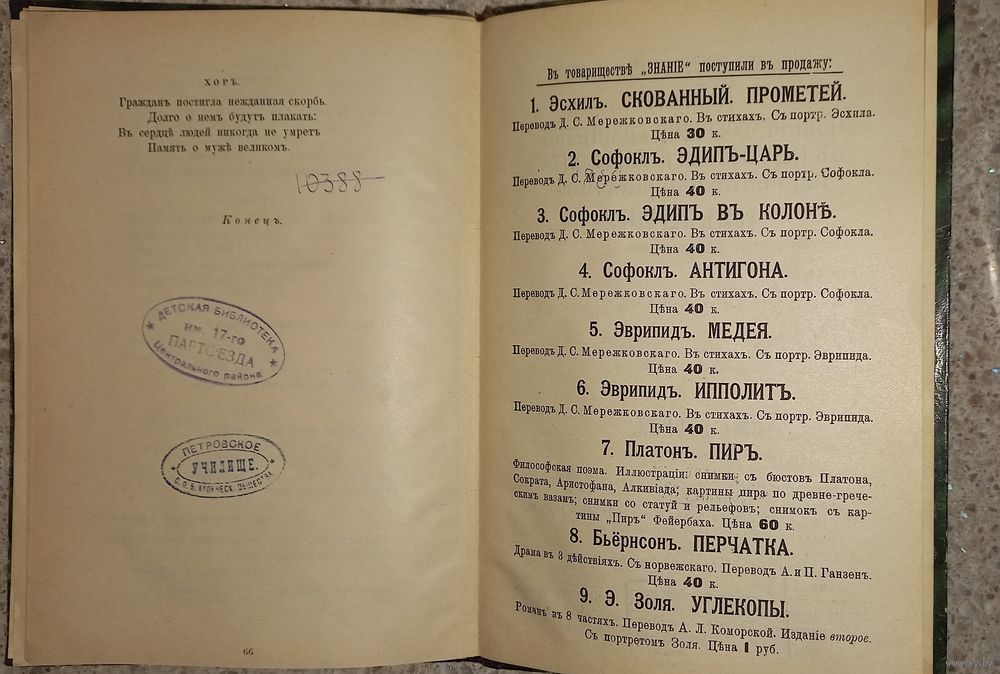 ХОРЪ.
Гражданъ постигла нежданная скорбь.
Долго о немъ будутъ плакать:
Въ сердцѣ людей никогда не умретъ
Память о мужѣ великомъ.
10388
Конецъ.
ДЕТСКАЯ БИБЛИОТЕКА
им. 17-го
ПАРТСЪЕЗДА
Центрального района
ПЕТРОВСКОЕ
УЧИЛИЩЕ.
С.П.Б. КУПЕЧЕСК. ОБЩЕСТВА
66
Въ товариществѣ „ЗНАНІЕ“ поступили въ продажу:
1. Эсхилъ. СКОВАННЫЙ. ПРОМЕТЕЙ.
Переводъ Д. С. Мережковскаго. Въ стихахъ. Съ портр. Эсхила.
Цѣна 30 к.
2. Софоклъ. ЭДИПЪ-ЦАРЬ.
Переводъ Д. С. Мережковскаго. Въ стихахъ. Съ портр. Софокла.
Цѣна 40 к.
3. Софоклъ. ЭДИПЪ ВЪ КОЛОНѢ.
Переводъ Д. С. Мережковскаго. Въ стихахъ. Съ портр. Софокла.
Цѣна 40 к.
4. Софоклъ. АНТИГОНА.
Переводъ Д. С. Мережковскаго. Въ стихахъ. Съ портр. Софокла.
Цѣна 40 к.
5. Эврипидъ. МЕДЕЯ.
Переводъ Д. С. Мережковскаго. Въ стихахъ. Съ портр. Эврипида.
Цѣна 40 к.
6. Эврипидъ. ИППОЛИТЪ.
Переводъ Д. С. Мережковскаго. Въ стихахъ. Съ портр. Эврипида.
Цѣна 40 к.
7. Платонъ. ПИРЪ.
Философская поэма. Иллюстраціи: снимки съ бюстовъ Платона,
Сократа, Аристофана, Алкивіада; картины пира по древне-грече-
скимъ вазамъ; снимки со статуй и рельефовъ; снимокъ съ кар-
тины „Пиръ“ Фейербаха. Цѣна 60 к.
8. Бьёрнсонъ. ПЕРЧАТКА.
Драма въ 3 дѣйствіяхъ. Съ норвежскаго. Переводъ А. и П. Ганзенъ.
Цѣна 40 к.
9. Э. Золя. УГЛЕКОПЫ.
Романъ въ 8 частяхъ. Переводъ А. Л. Коморской. Изданіе второе.
Съ портретомъ Золя. Цѣна 1 руб.
www.ay.by